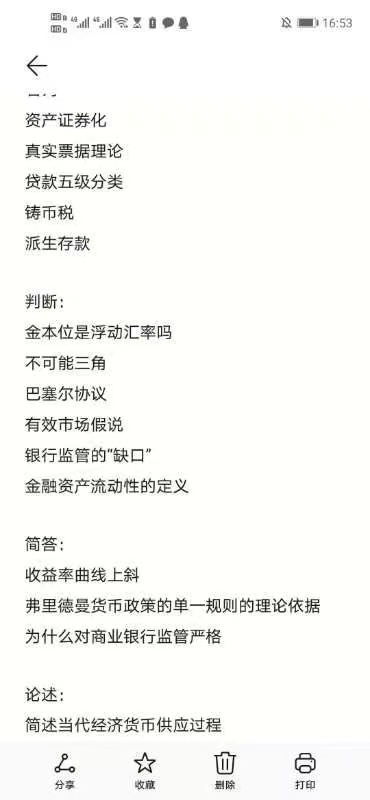 16:53
资产证券化
真实票据理论
贷款五级分类
铸币税
派生存款
判断：
金本位是浮动汇率吗
不可能三角
巴塞尔协议
有效市场假说
银行监管的“缺口”
金融资产流动性的定义
简答：
收益率曲线上斜
弗里德曼货币政策的单一规则的理论依据
为什么对商业银行监管严格
论述：
简述当代经济货币供应过程
分享 收藏 删除 打印